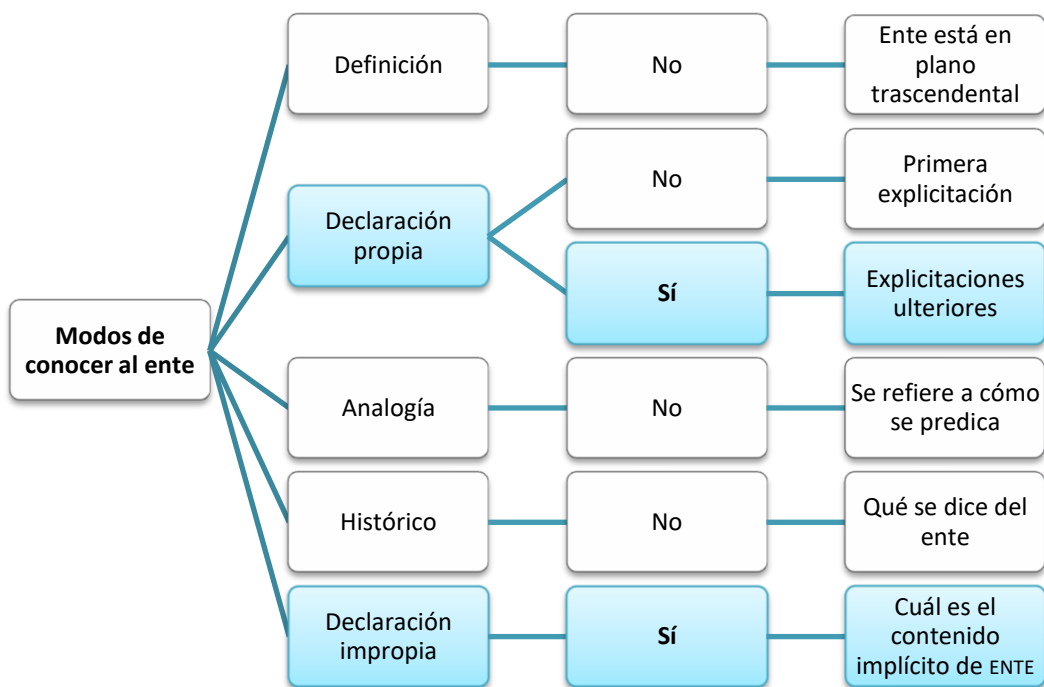 Modos de
conocer al ente
Definición
No
Ente está en
plano
trascendental
Declaración
propia
No
Primera
explicitación
Sí
Explicitaciones
ulteriores
Analogía
No
Se refiere a cómo
se predica
Histórico
No
Qué se dice del
ente
Declaración
impropia
Sí
Cuál es el
contenido
implícito de ENTE